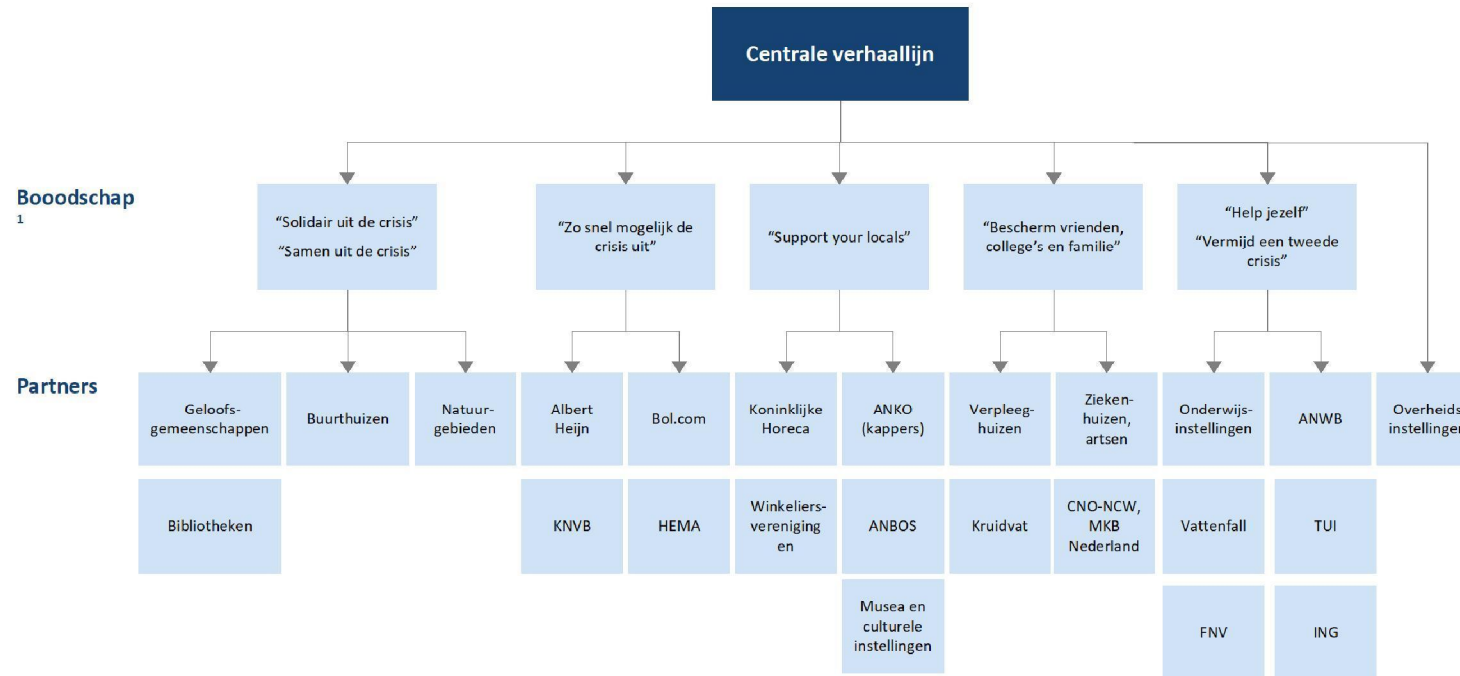 Centrale verhaallijn
Booodschap
1
“Solidair uit de crisis”
“Samen uit de crisis”
“Zo snel mogelijk de
crisis uit”
“Support your locals”
“Bescherm vrienden,
college’s en familie”
“Help jezelf”
“Vermijd een tweede
crisis”
Partners
Geloofs-
gemeenschappen
Buurthuizen
Natuur-
gebieden
Albert
Heijn
Bol.com
Koninklijke
Horeca
ANKO
(kappers)
Verpleeg-
huizen
Zieken-
huizen,
artsen
Onderwijs-
instellingen
ANWB
Overheids
instellingen
Bibliotheken
KNVB
HEMA
Winkeliers-
vereniging
en
ANBOS
Kruidvat
CNO-NCW,
MKB
Nederland
Vattenfall
TUI
Musea en
culturele
instellingen
FNV
ING